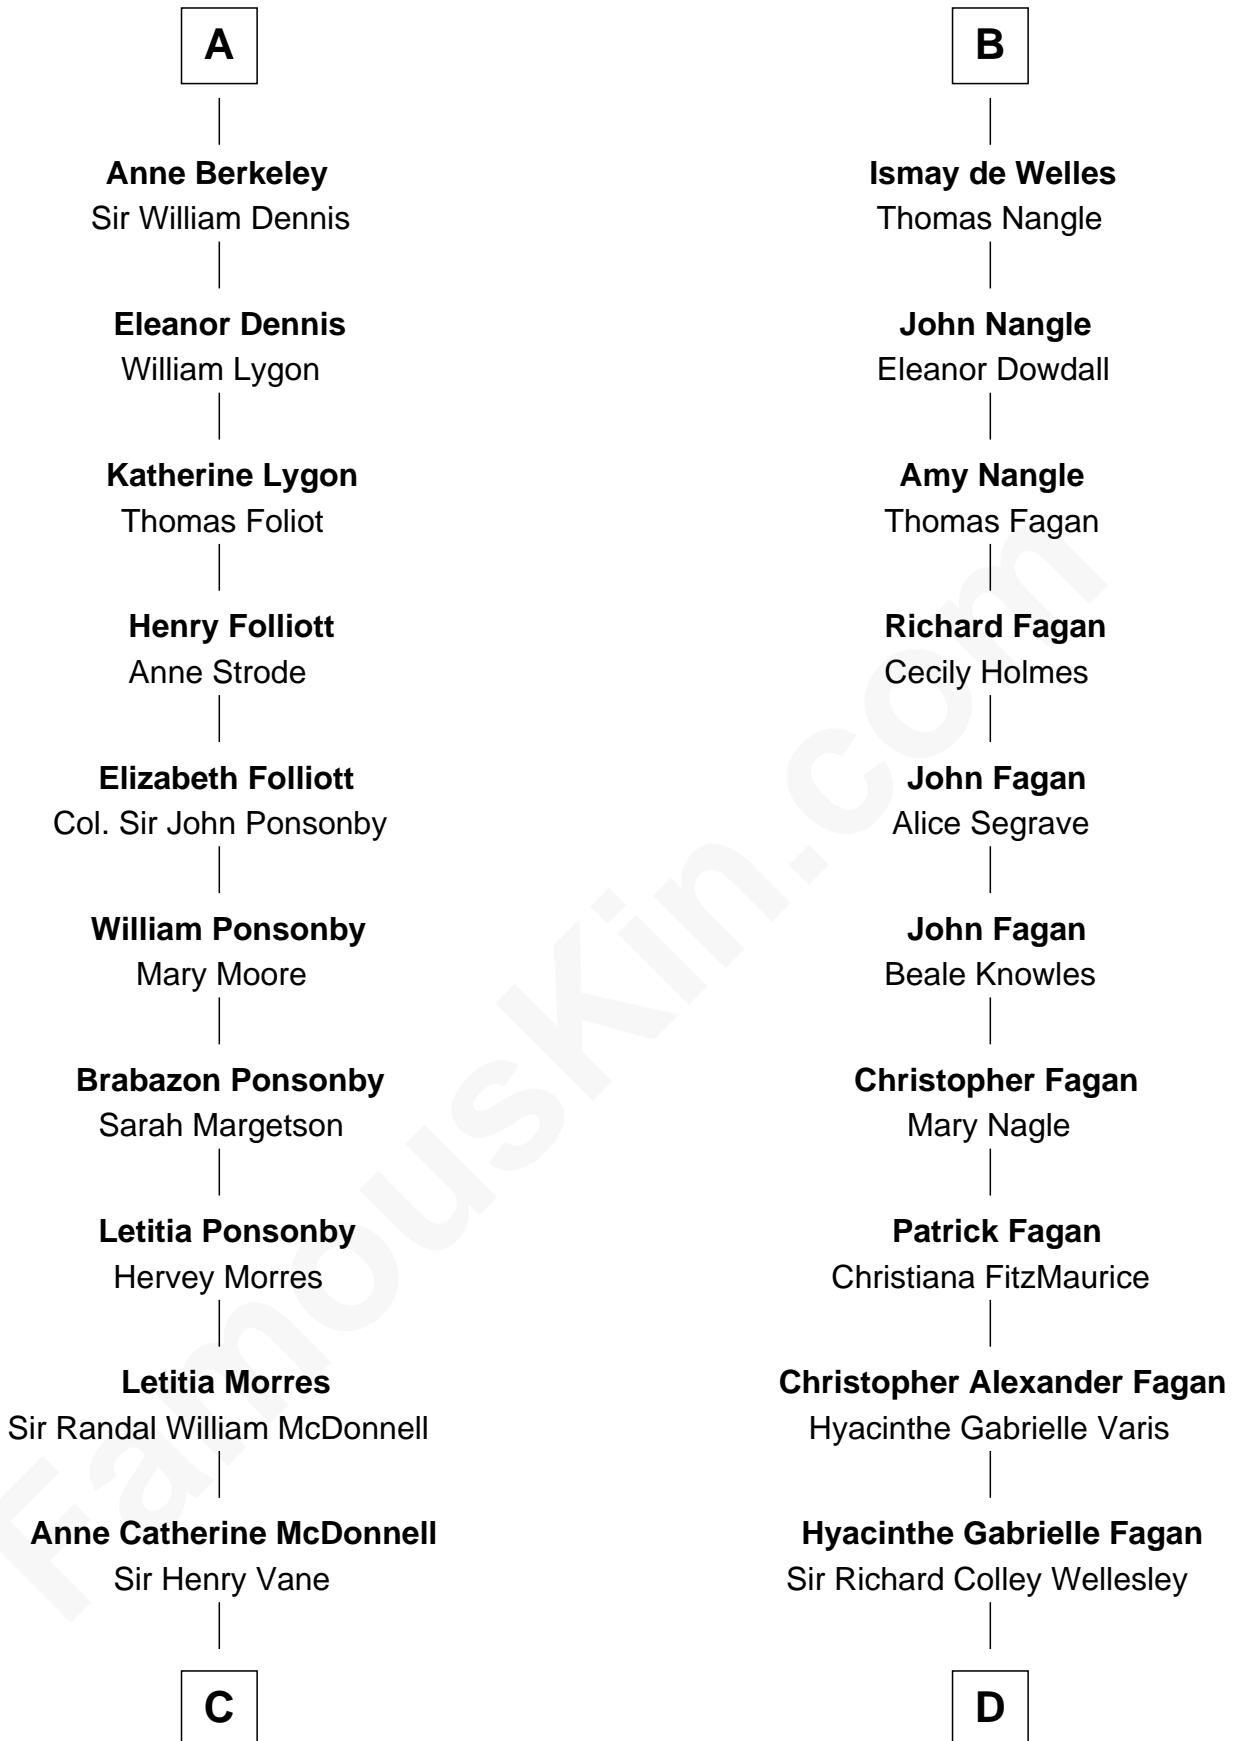 A
Anne Berkeley
Sir William Dennis
Eleanor Dennis
William Lygon
Katherine Lygon
Thomas Foliot
Henry Folliott
Anne Strode
Elizabeth Folliott
Col. Sir John Ponsonby
William Ponsonby
Mary Moore
Brabazon Ponsonby
Sarah Margetson
Letitia Ponsonby
Hervey Morres
Letitia Morres
Sir Randal William McDonnell
Anne Catherine McDonnell
Sir Henry Vane
C
B
Ismay de Welles
Thomas Nangle
John Nangle
Eleanor Dowdall
Amy Nangle
Thomas Fagan
Richard Fagan
Cecily Holmes
John Fagan
Alice Segrave
John Fagan
Beale Knowles
Christopher Fagan
Mary Nagle
Patrick Fagan
Christiana FitzMaurice
Christopher Alexander Fagan
Hyacinthe Gabrielle Varis
Hyacinthe Gabrielle Fagan
Sir Richard Colley Wellesley
D
FamousKin.com